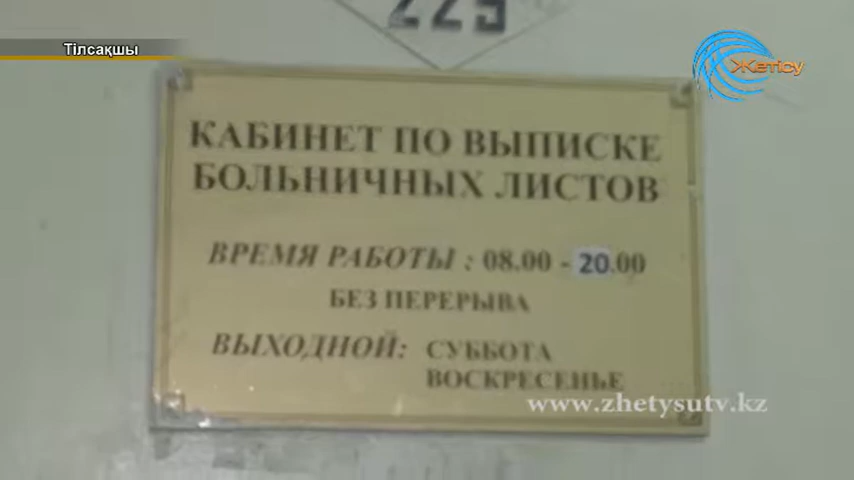 229
Тілсақшы
Жетісу
КАБИНЕТ ПО ВЫПИСКЕ
БОЛЬНИЧНЫХ ЛИСТОВ
ВРЕМЯ РАБОТЫ : 08.00 - 20.00
БЕЗ ПЕРЕРЫВА
ВЫХОДНОЙ: СУББОТА
ВОСКРЕСЕНЬЕ
www.zhetysutv.kz